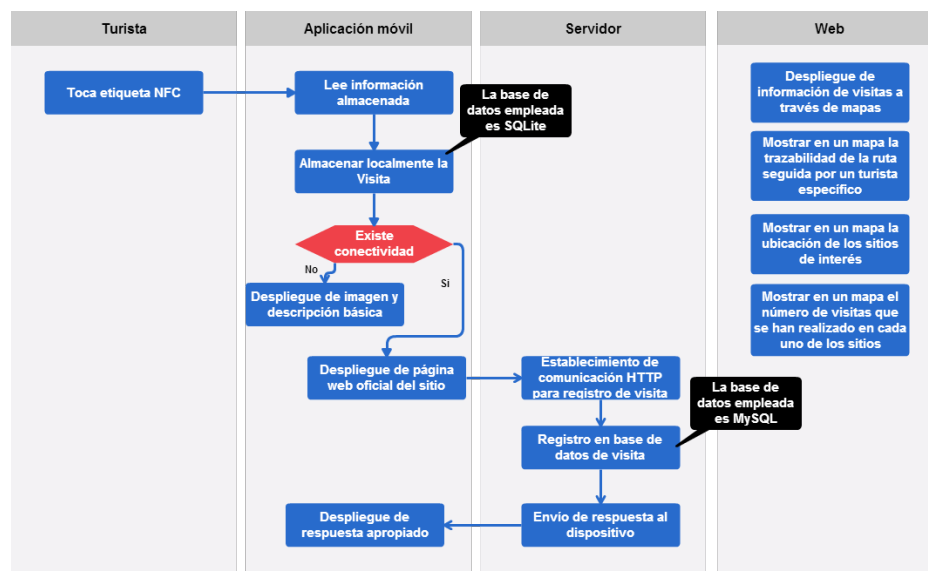 Turista
Aplicación móvil
Servidor
Web
Toca etiqueta NFC
Lee información
almacenada
La base de
datos empleada
es SQLite
Almacenar localmente la
Visita
Existe
conectividad
No
Si
Despliegue de imagen y
descripción básica
Despliegue de página
web oficial del sitio
Establecimiento de
comunicación HTTP
para registro de visita
La base de
datos empleada
es MySQL
Registro en base de
datos de visita
Envio de respuesta al
dispositivo
Despliegue de
respuesta apropiado
Despliegue de
información de visitas a
través de mapas
Mostrar en un mapa la
trazabilidad de la ruta
seguida por un turista
específico
Mostrar en un mapa la
ubicación de los sitios
de interés
Mostrar en un mapa el
número de visitas que
se han realizado en cada
uno de los sitios